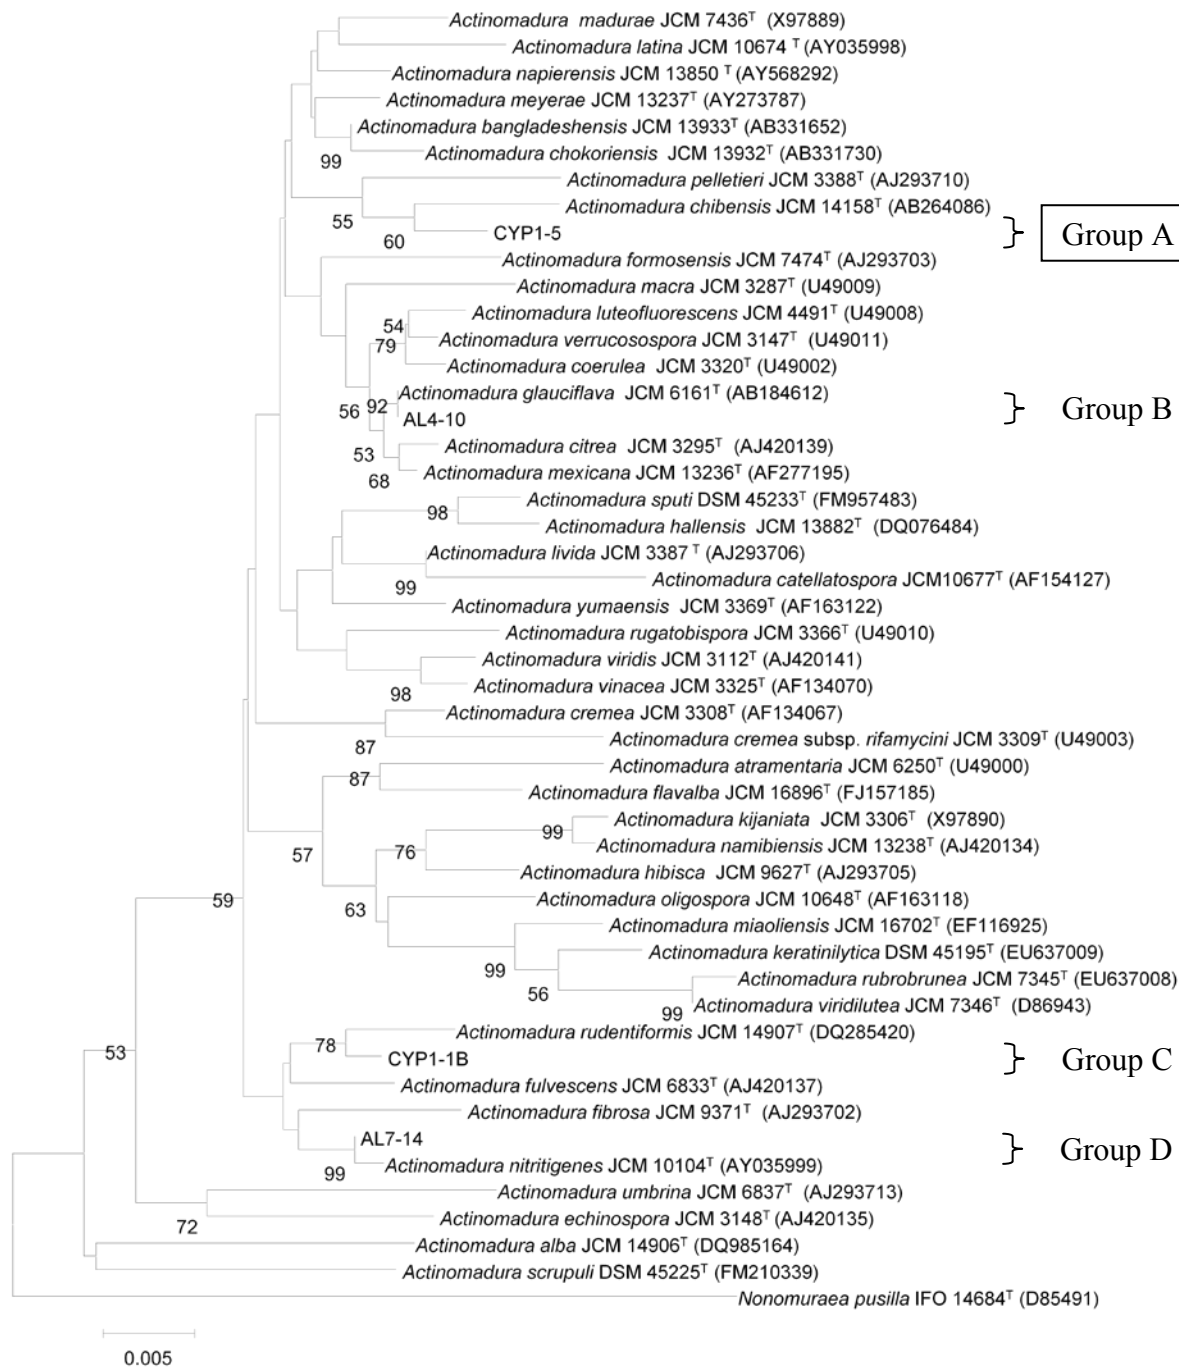 Actinomadura madurae JCM 7436ᵀ (X97889)
Actinomadura latina JCM 10674 ᵀ (AY035998)
Actinomadura napierensis JCM 13850 ᵀ (AY568292)
Actinomadura meyerae JCM 13237ᵀ (AY273787)
Actinomadura bangladeshensis JCM 13933ᵀ (AB331652)
Actinomadura chokoriensis JCM 13932ᵀ (AB331730)
99
Actinomadura pelletieri JCM 3388ᵀ (AJ293710)
Actinomadura chibensis JCM 14158ᵀ (AB264086)
55
CYP1-5 } Group A
60
Actinomadura formosensis JCM 7474ᵀ (AJ293703)
Actinomadura macra JCM 3287ᵀ (U49009)
Actinomadura luteofluorescens JCM 4491ᵀ (U49008)
54
Actinomadura verrucosospora JCM 3147ᵀ (U49011)
79
Actinomadura coerulea JCM 3320ᵀ (U49002)
Actinomadura glauciflava JCM 6161ᵀ (AB184612)
56 92
AL4-10 } Group B
Actinomadura citrea JCM 3295ᵀ (AJ420139)
53
Actinomadura mexicana JCM 13236ᵀ (AF277195)
68
Actinomadura sputi DSM 45233ᵀ (FM957483)
98
Actinomadura hallensis JCM 13882ᵀ (DQ076484)
Actinomadura livida JCM 3387 ᵀ (AJ293706)
Actinomadura catellatospora JCM10677ᵀ (AF154127)
99
Actinomadura yumaensis JCM 3369ᵀ (AF163122)
Actinomadura rugatobispora JCM 3366ᵀ (U49010)
Actinomadura viridis JCM 3112ᵀ (AJ420141)
Actinomadura vinacea JCM 3325ᵀ (AF134070)
98
Actinomadura cremea JCM 3308ᵀ (AF134067)
Actinomadura cremea subsp. rifamycini JCM 3309ᵀ (U49003)
87
Actinomadura atramentaria JCM 6250ᵀ (U49000)
87
Actinomadura flavalba JCM 16896ᵀ (FJ157185)
Actinomadura kijaniata JCM 3306ᵀ (X97890)
99
Actinomadura namibiensis JCM 13238ᵀ (AJ420134)
57 76
Actinomadura hibisca JCM 9627ᵀ (AJ293705)
59
Actinomadura oligospora JCM 10648ᵀ (AF163118)
63
Actinomadura miaoliensis JCM 16702ᵀ (EF116925)
Actinomadura keratinilytica DSM 45195ᵀ (EU637009)
99
Actinomadura rubrobrunea JCM 7345ᵀ (EU637008)
56
Actinomadura viridilutea JCM 7346ᵀ (D86943)
99
Actinomadura rudentiformis JCM 14907ᵀ (DQ285420)
53 78
CYP1-1B } Group C
Actinomadura fulvescens JCM 6833ᵀ (AJ420137)
Actinomadura fibrosa JCM 9371ᵀ (AJ293702)
AL7-14 } Group D
Actinomadura nitritigenes JCM 10104ᵀ (AY035999)
99
Actinomadura umbrina JCM 6837ᵀ (AJ293713)
Actinomadura echinospora JCM 3148ᵀ (AJ420135)
72
Actinomadura alba JCM 14906ᵀ (DQ985164)
Actinomadura scrupuli DSM 45225ᵀ (FM210339)
Nonomuraea pusilla IFO 14684ᵀ (D85491)
0.005